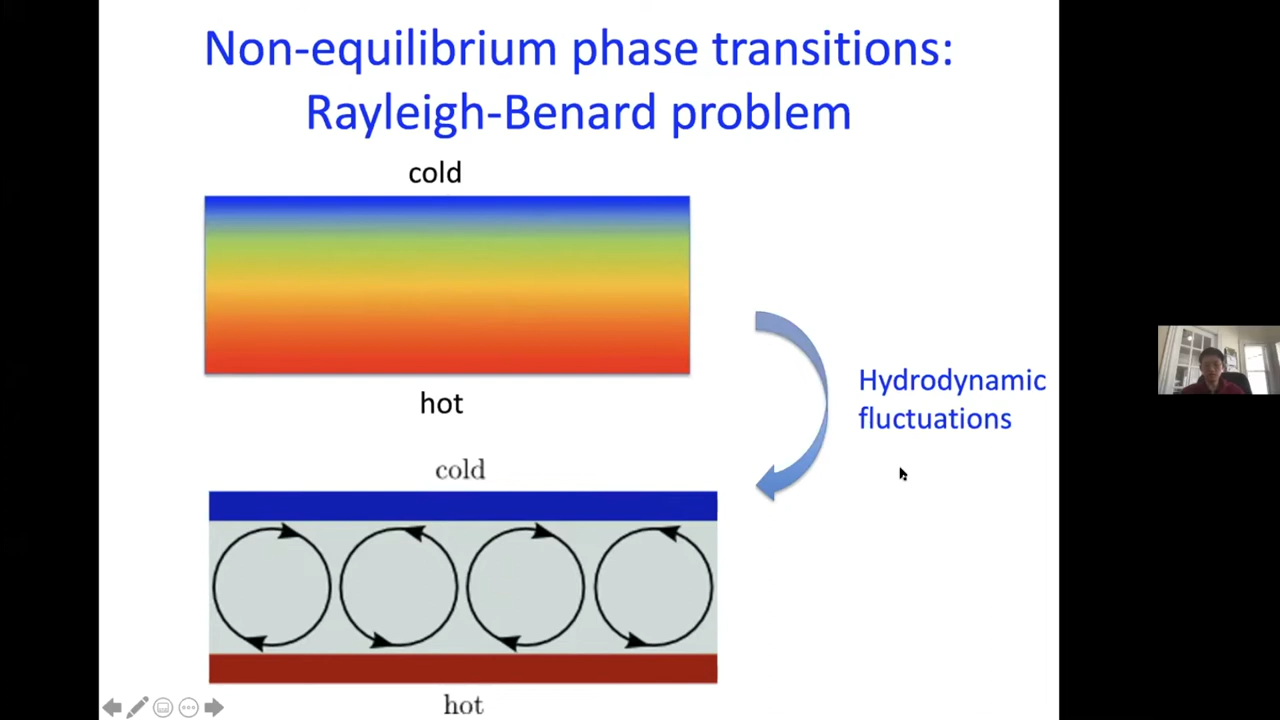 Non-equilibrium phase transitions:
Rayleigh-Benard problem
cold
hot
Hydrodynamic
fluctuations
cold
hot